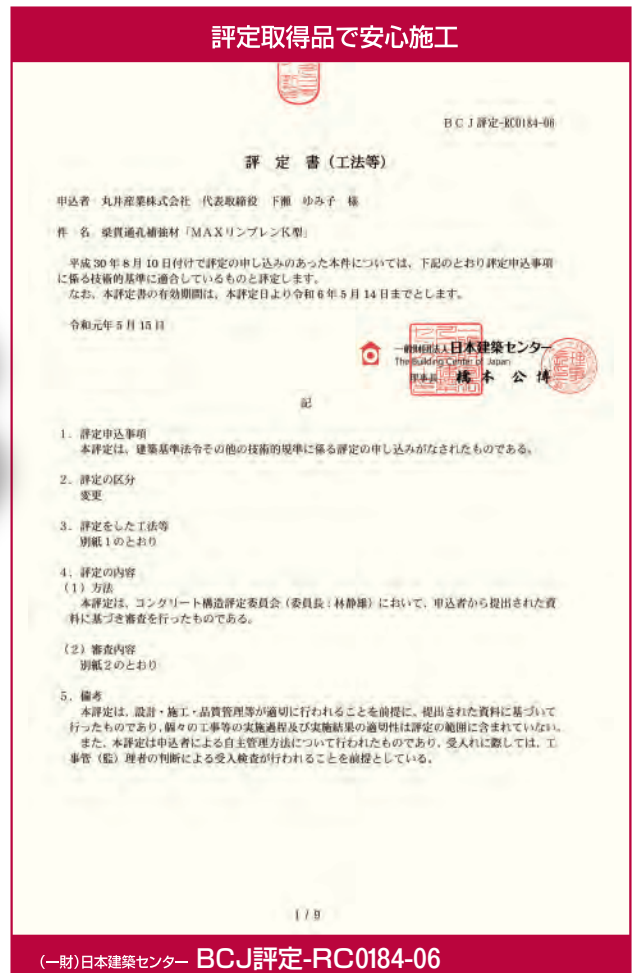 評定取得品で安心施工
BCJ評定-RC0184-06
評 定 書（工法等）
申込者 丸井産業株式会社 代表取締役 下瀬 ゆみ子 様
件 名 梁貫通孔補強材「MAXリンブレンK型」
平成30年8月10日付けで評定の申し込みのあった本件については、下記のとおり評定申込事項
に係る技術的基準に適合しているものと評定します。
なお、本評定書の有効期間は、本評定日より令和6年5月14日までとします。
令和元年5月15日
一般財団法人 日本建築センター
The Building Center of Japan
理事長 橋 本 公 博
記
1．評定申込事項
本評定は、建築基準法令その他の技術的規準に係る評定の申し込みがなされたものである。
2．評定の区分
変更
3．評定をした工法等
別紙1のとおり
4．評定の内容
（1）方法
本評定は、コングリート構造評定委員会（委員長：林静雄）において、申込者から提出された資
料に基づき審査を行ったものである。
（2）審査内容
別紙2のとおり
5．備考
本評定は、設計・施工・品質管理等が適切に行われることを前提に、提出された資料に基づいて
行ったものであり、個々の工事等の実施過程及び実施結果の適切性は評定の範囲に含まれていない。
また、本評定は申込者による自主管理方法について行われたものであり、受入れに際しては、工
事管（監）理者の判断による受入検査が行われることを前提としている。
1/9
(一財)日本建築センター BCJ評定-RC0184-06